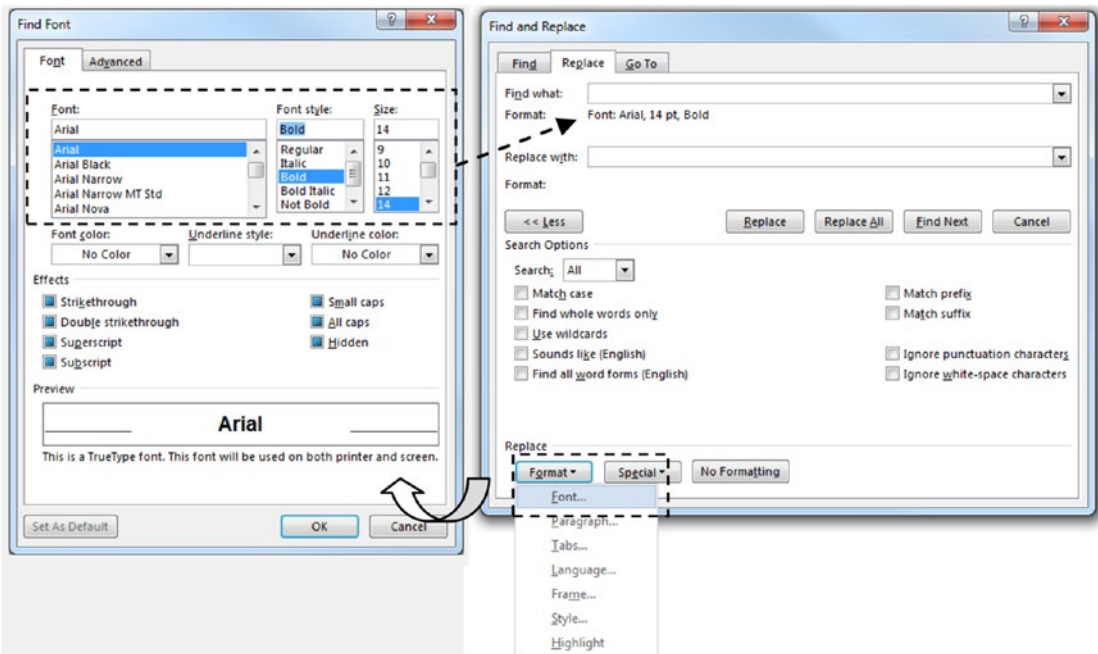 Find Font
Font Advanced
Font: Font style: Size:
Arial Bold 14
Arial Regular 9
Arial Black Italic 10
Arial Narrow Bold 11
Arial Narrow MT Std Bold Italic 12
Arial Nova Not Bold 14
Font color: Underline style: Underline color:
No Color No Color
Effects
Strikethrough Small caps
Double strikethrough All caps
Superscript Hidden
Subscript
Preview
Arial
This is a TrueType font. This font will be used on both printer and screen.
Set As Default OK Cancel
Find and Replace
Find Replace Go To
Find what:
Format: Font: Arial, 14 pt, Bold
Replace with:
Format:
<< Less Replace Replace All Find Next Cancel
Search Options
Search: All
Match case Match prefix
Find whole words only Match suffix
Use wildcards
Sounds like (English) Ignore punctuation characters
Find all word forms (English) Ignore white-space characters
Replace
Format Special No Formatting
Font...
Paragraph...
Tabs...
Language...
Frame...
Style...
Highlight